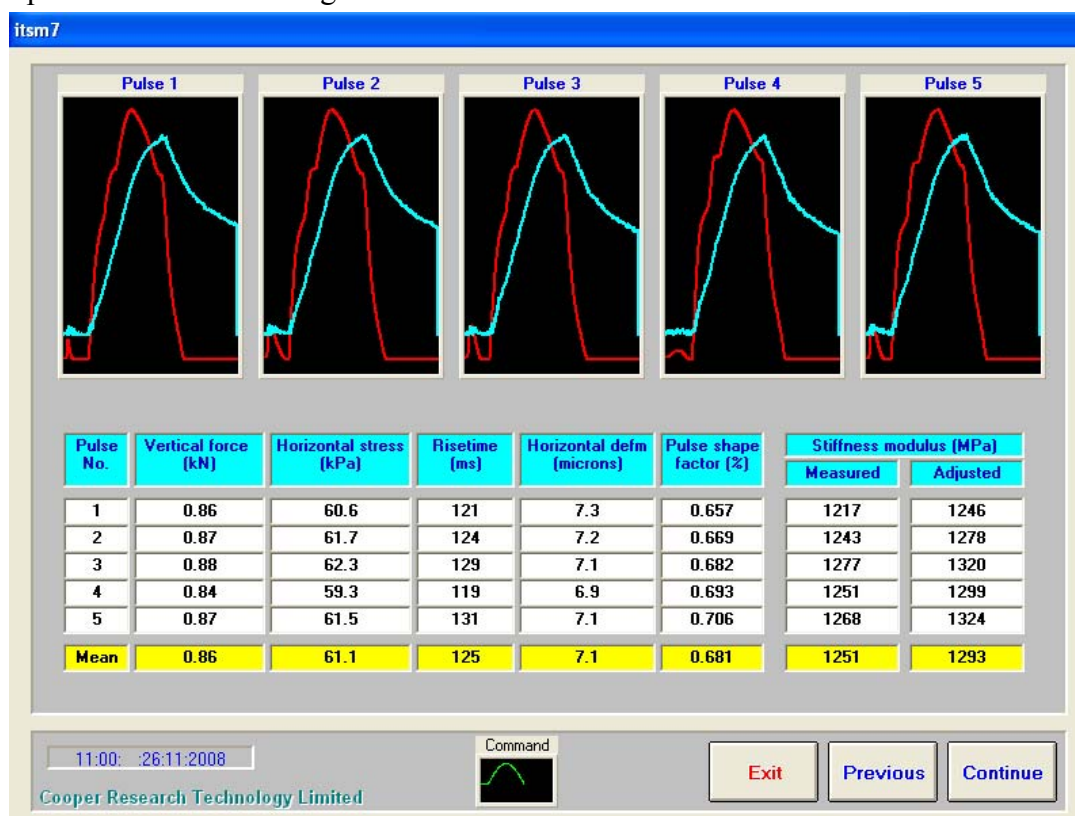 itsm7
Pulse 1 Pulse 2 Pulse 3 Pulse 4 Pulse 5
Pulse No. Vertical force (kN) Horizontal stress (kPa) Risetime (ms) Horizontal defm (microns) Pulse shape factor (%) Stiffness modulus (MPa)
Measured Adjusted
1 0.86 60.6 121 7.3 0.657 1217 1246
2 0.87 61.7 124 7.2 0.669 1243 1278
3 0.88 62.3 129 7.1 0.682 1277 1320
4 0.84 59.3 119 6.9 0.693 1251 1299
5 0.87 61.5 131 7.1 0.706 1268 1324
Mean 0.86 61.1 125 7.1 0.681 1251 1293
11:00: :26:11:2008
Command
Exit Previous Continue
Cooper Research Technology Limited